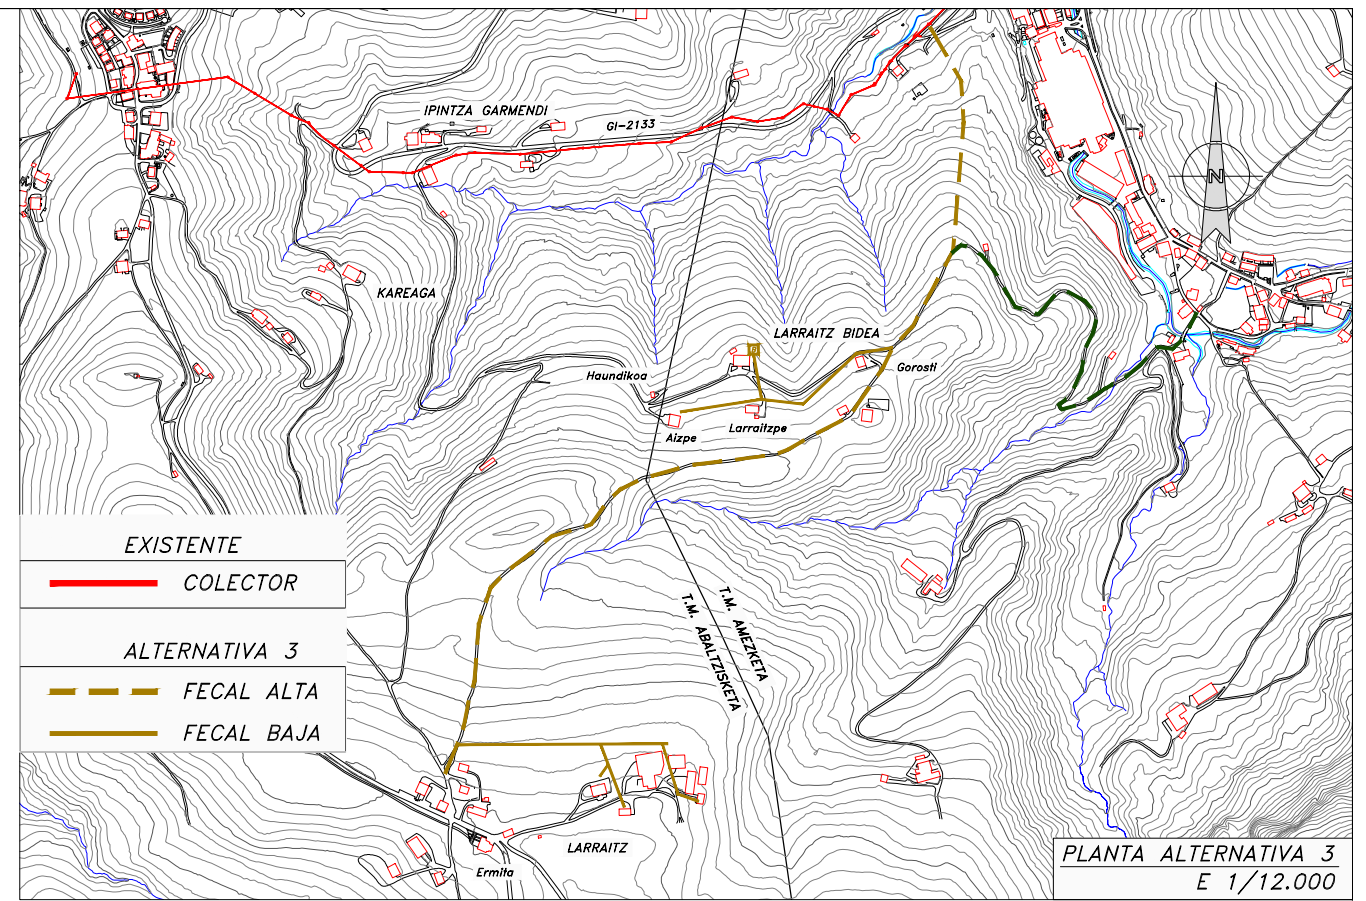 IPINTZA GARMENDI
GI-2133
N
KAREAGA
LARRAITZ BIDEA
Haundikoa
Gorosti
Aizpe
Larraitzpe
EXISTENTE
COLECTOR
ALTERNATIVA 3
FECAL ALTA
FECAL BAJA
T.M. AMEZKETA
T.M. ABALTZISKETA
LARRAITZ
Ermita
PLANTA ALTERNATIVA 3
E 1/12.000